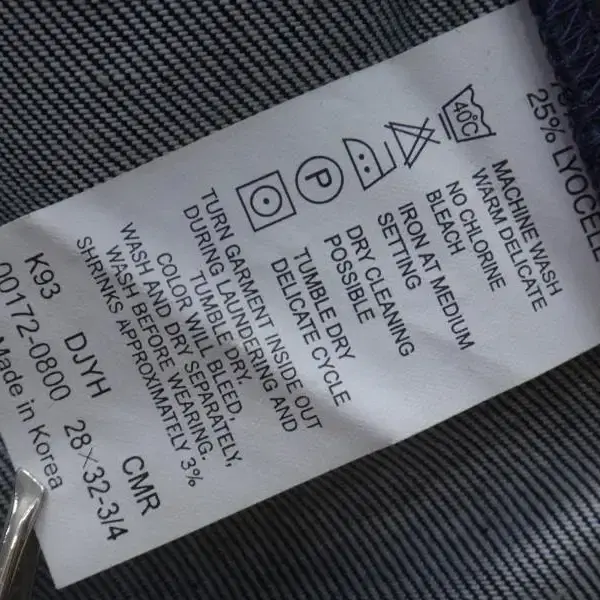 25% LYOCELL
40°C
P
MACHINE WASH
WARM DELICATE
NO CHLORINE
BLEACH
IRON AT MEDIUM
SETTING
DRY CLEANING
POSSIBLE
TUMBLE DRY
DELICATE CYCLE
TURN GARMENT INSIDE OUT
DURING LAUNDERING AND
TUMBLE DRY.
COLOR WILL BLEED
WASH AND DRY SEPARATELY,
WASH BEFORE WEARING.
SHRINKS APPROXIMATELY 3%
K93 DJYH CMR
00172-0800 28×32-3/4
Made in Korea